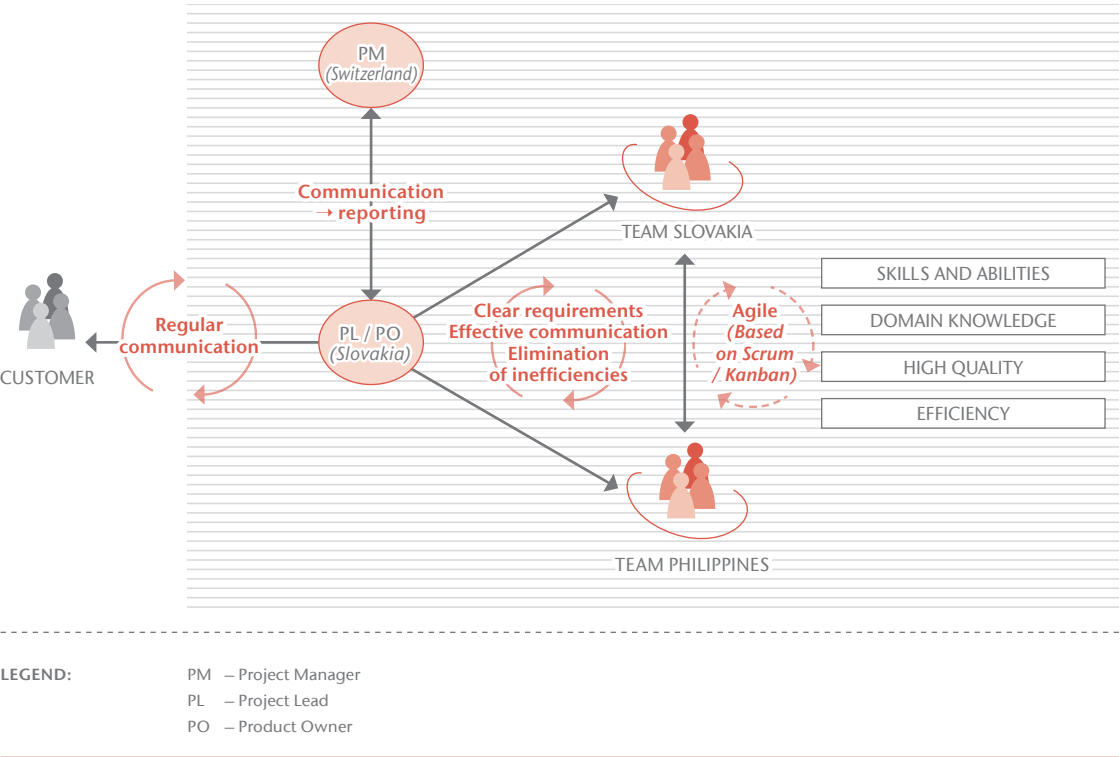 PM
(Switzerland)
Communication
→ reporting
TEAM SLOVAKIA
CUSTOMER
Regular
communication
PL / PO
(Slovakia)
Clear requirements
Effective communication
Elimination
of inefficiencies
Agile
(Based
on Scrum
/ Kanban)
SKILLS AND ABILITIES
DOMAIN KNOWLEDGE
HIGH QUALITY
EFFICIENCY
TEAM PHILIPPINES
LEGEND:
PM – Project Manager
PL – Project Lead
PO – Product Owner